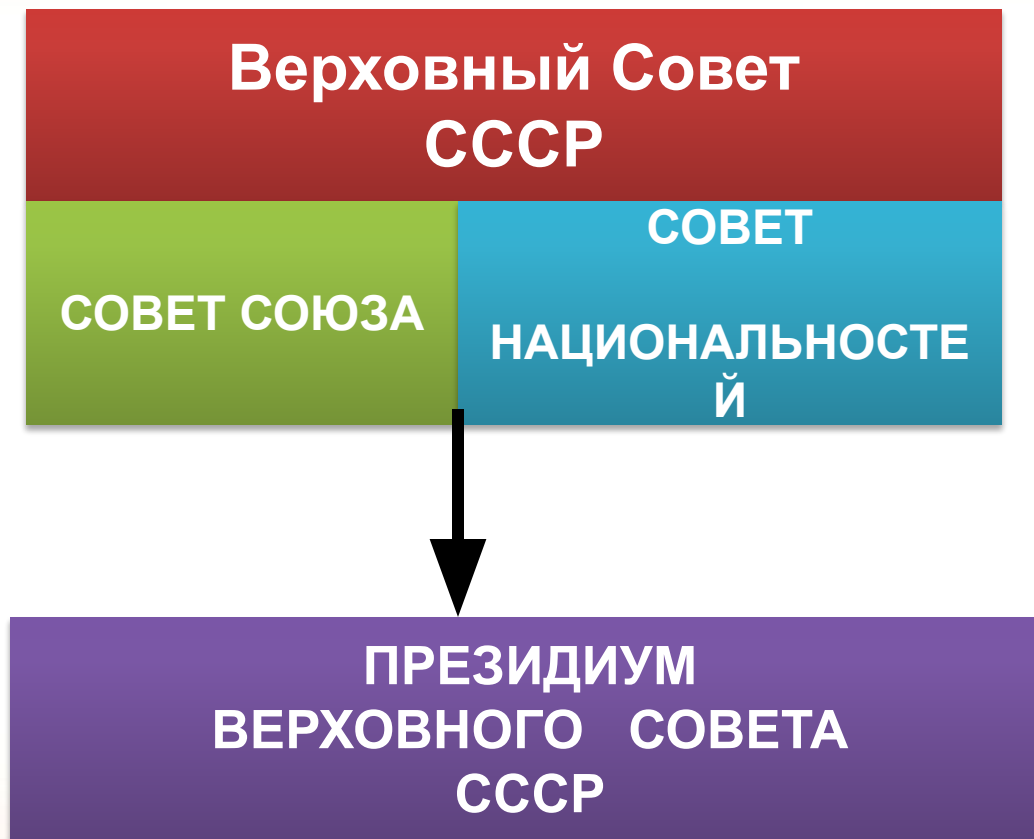 Верховный Совет
СССР
СОВЕТ СОЮЗА
СОВЕТ
НАЦИОНАЛЬНОСТЕ
Й
ПРЕЗИДИУМ
ВЕРХОВНОГО СОВЕТА
СССР